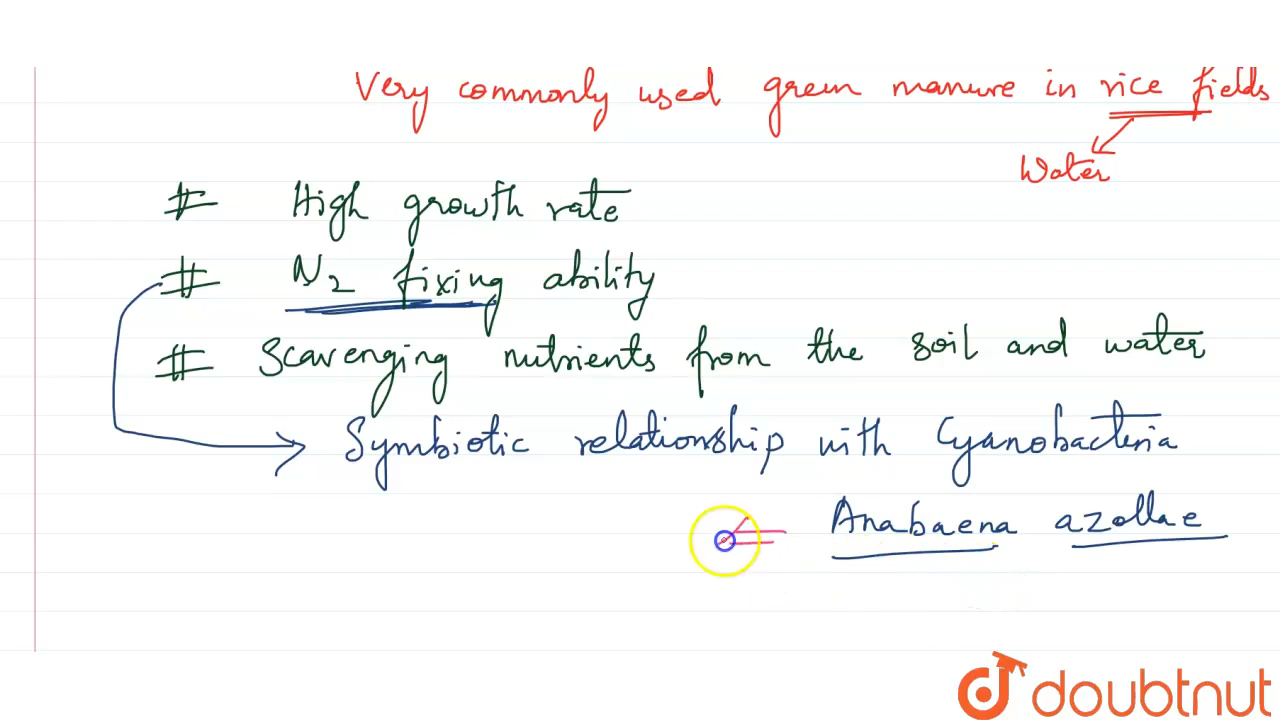 Very commonly used green manure in rice fields
Water
# High growth rate
# N2 fixing ability
# Scavenging nutrients from the soil and water
Symbiotic relationship with Cyanobacteria
Anabaena azollae
doubtnut